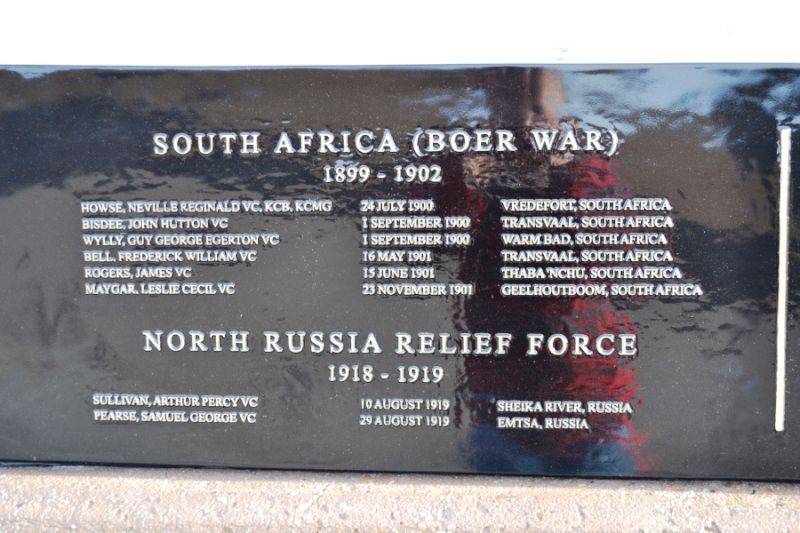 SOUTH AFRICA (BOER WAR)
1899 - 1902
HOWSE, NEVILLE REGINALD VC, KCB, KCMG 24 JULY 1900 VREDEFORT, SOUTH AFRICA
BISDEE, JOHN HUTTON VC 1 SEPTEMBER 1900 TRANSVAAL, SOUTH AFRICA
WYLLY, GUY GEORGE EGERTON VC 1 SEPTEMBER 1900 WARM BAD, SOUTH AFRICA
BELL, FREDERICK WILLIAM VC 16 MAY 1901 TRANSVAAL, SOUTH AFRICA
ROGERS, JAMES VC 15 JUNE 1901 THABA 'NCHU, SOUTH AFRICA
MAYGAR, LESLIE CECIL VC 23 NOVEMBER 1901 GEELHOUTBOOM, SOUTH AFRICA
NORTH RUSSIA RELIEF FORCE
1918 - 1919
SULLIVAN, ARTHUR PERCY VC 10 AUGUST 1919 SHEIKA RIVER, RUSSIA
PEARSE, SAMUEL GEORGE VC 29 AUGUST 1919 EMTSA, RUSSIA